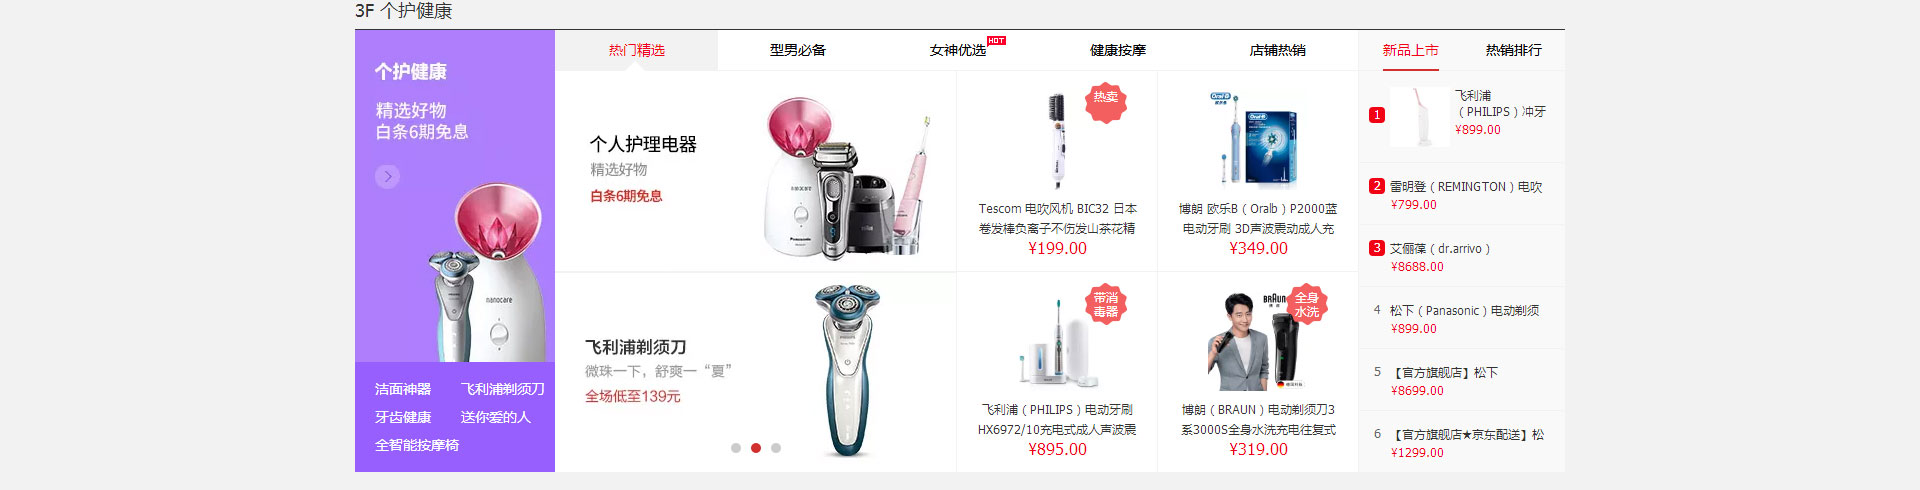 3F 个护健康
个护健康
精选好物
白条6期免息
nanocare
洁面神器 飞利浦剃须刀
牙齿健康 送你爱的人
全智能按摩椅
热门精选 型男必备 女神优选 HOT 健康按摩 店铺热销
个人护理电器
精选好物
白条6期免息
nanocare
Panasonic
BRAUN
飞利浦剃须刀
微珠一下，舒爽一“夏”
全场低至139元
热卖
Tescom 电吹风机 BIC32 日本
卷发棒负离子不伤发山茶花精
¥199.00
Oral-B
博朗 欧乐B（Oralb）P2000蓝
电动牙刷 3D声波震动成人充
¥349.00
带消
毒器
飞利浦（PHILIPS）电动牙刷
HX6972/10充电式成人声波震
¥895.00
BRAUN
全身
水洗
博朗（BRAUN）电动剃须刀3
系3000S全身水洗充电往复式
¥319.00
新品上市 热销排行
1
飞利浦
（PHILIPS）冲牙
¥899.00
2 雷明登（REMINGTON）电吹
¥799.00
3 艾俪葆（dr.arrivo）
¥8688.00
4 松下（Panasonic）电动剃须
¥899.00
5 【官方旗舰店】松下
¥8699.00
6 【官方旗舰店★京东配送】松
¥1299.00